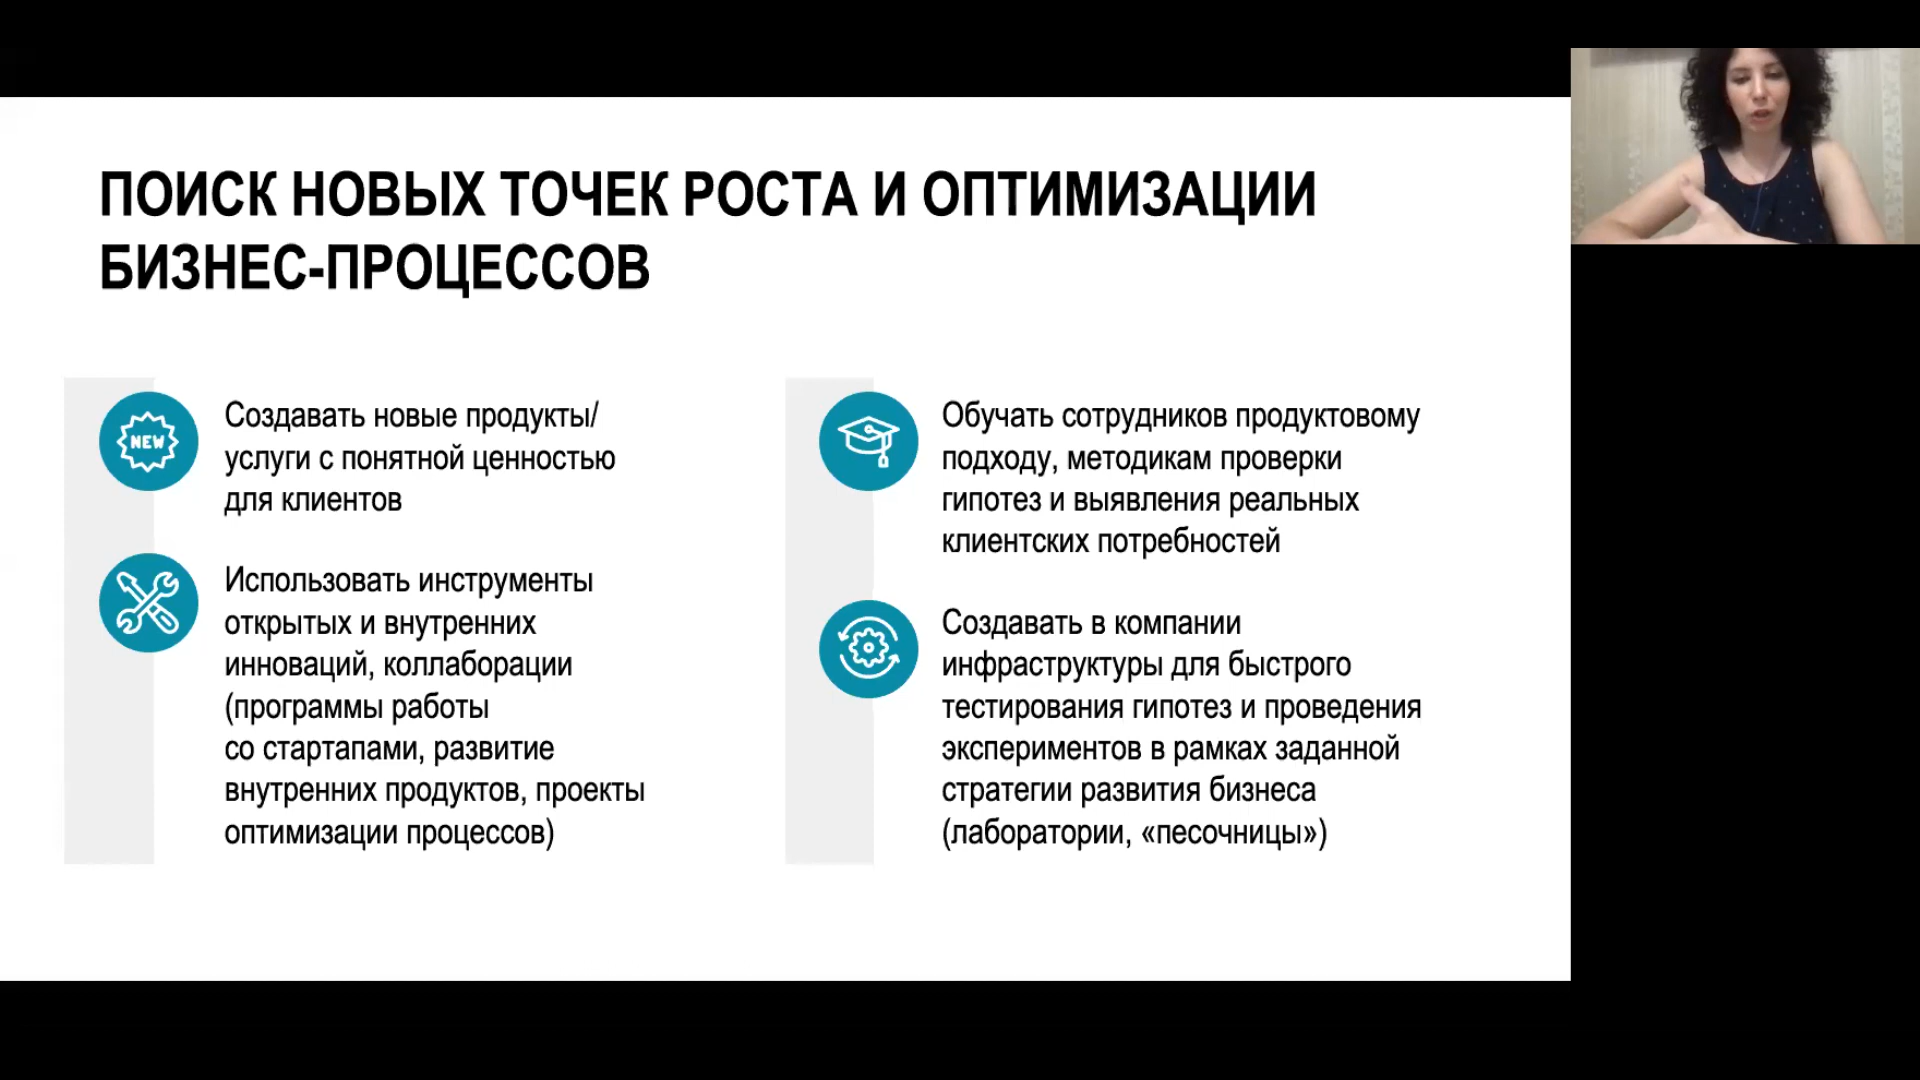 ПОИСК НОВЫХ ТОЧЕК РОСТА И ОПТИМИЗАЦИИ
БИЗНЕС-ПРОЦЕССОВ
NEW
Создавать новые продукты/
услуги с понятной ценностью
для клиентов
Использовать инструменты
открытых и внутренних
инноваций, коллаборации
(программы работы
со стартапами, развитие
внутренних продуктов, проекты
оптимизации процессов)
Обучать сотрудников продуктовому
подходу, методикам проверки
гипотез и выявления реальных
клиентских потребностей
Создавать в компании
инфраструктуры для быстрого
тестирования гипотез и проведения
экспериментов в рамках заданной
стратегии развития бизнеса
(лаборатории, «песочницы»)